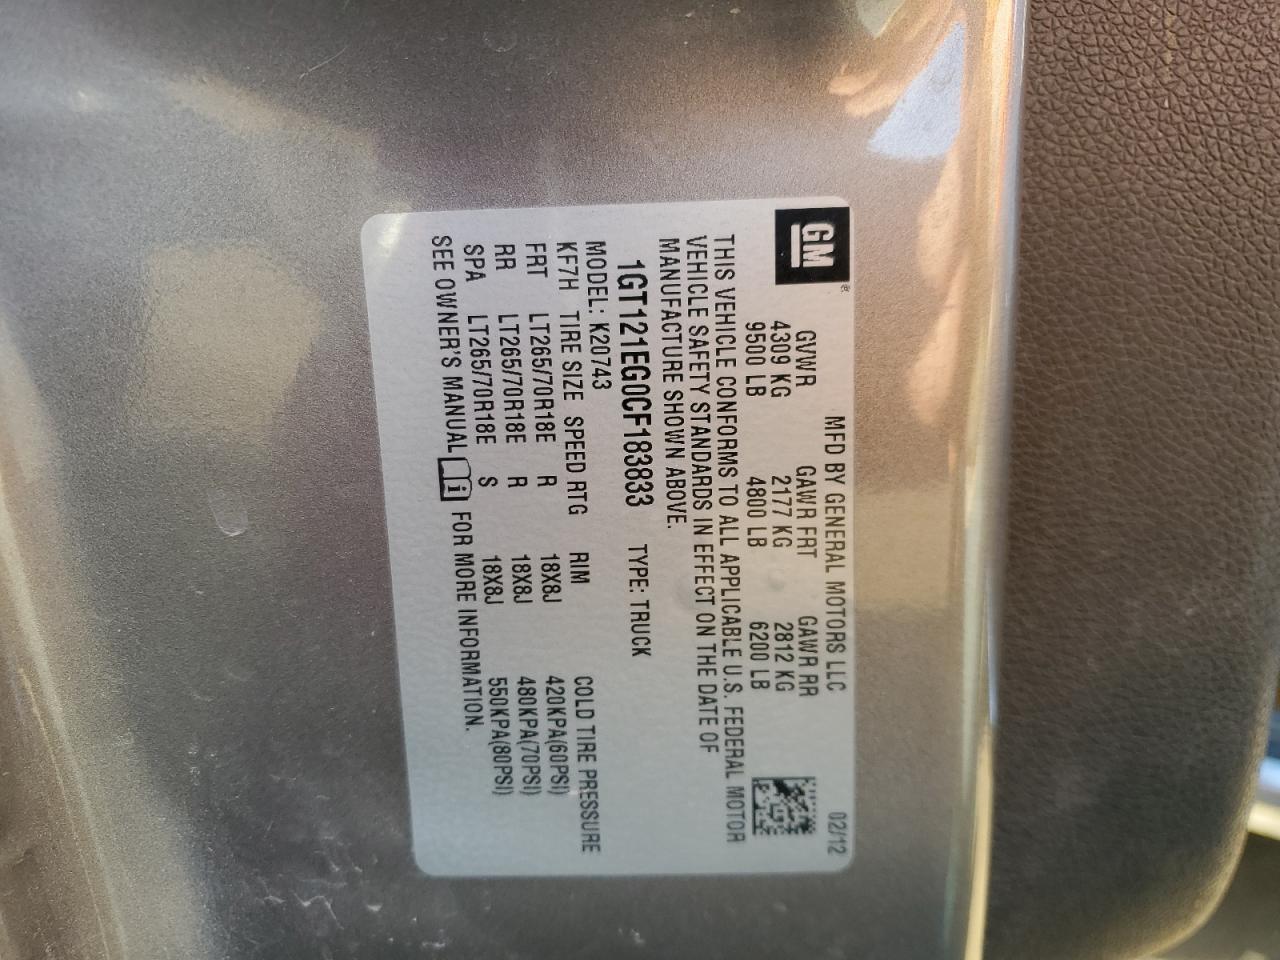 GM®
MFD BY GENERAL MOTORS LLC 02/12
GVWR GAWR FRT GAWR RR
4309 KG 2177 KG 2812 KG
9500 LB 4800 LB 6200 LB
THIS VEHICLE CONFORMS TO ALL APPLICABLE U.S. FEDERAL MOTOR
VEHICLE SAFETY STANDARDS IN EFFECT ON THE DATE OF
MANUFACTURE SHOWN ABOVE.
1GT121EG0CF183833 TYPE: TRUCK
MODEL: K20743
KF7H TIRE SIZE SPEED RTG RIM COLD TIRE PRESSURE
FRT LT265/70R18E R 18X8J 420KPA(60PSI)
RR LT265/70R18E R 18X8J 480KPA(70PSI)
SPA LT265/70R18E S 18X8J 550KPA(80PSI)
SEE OWNER'S MANUAL i FOR MORE INFORMATION.